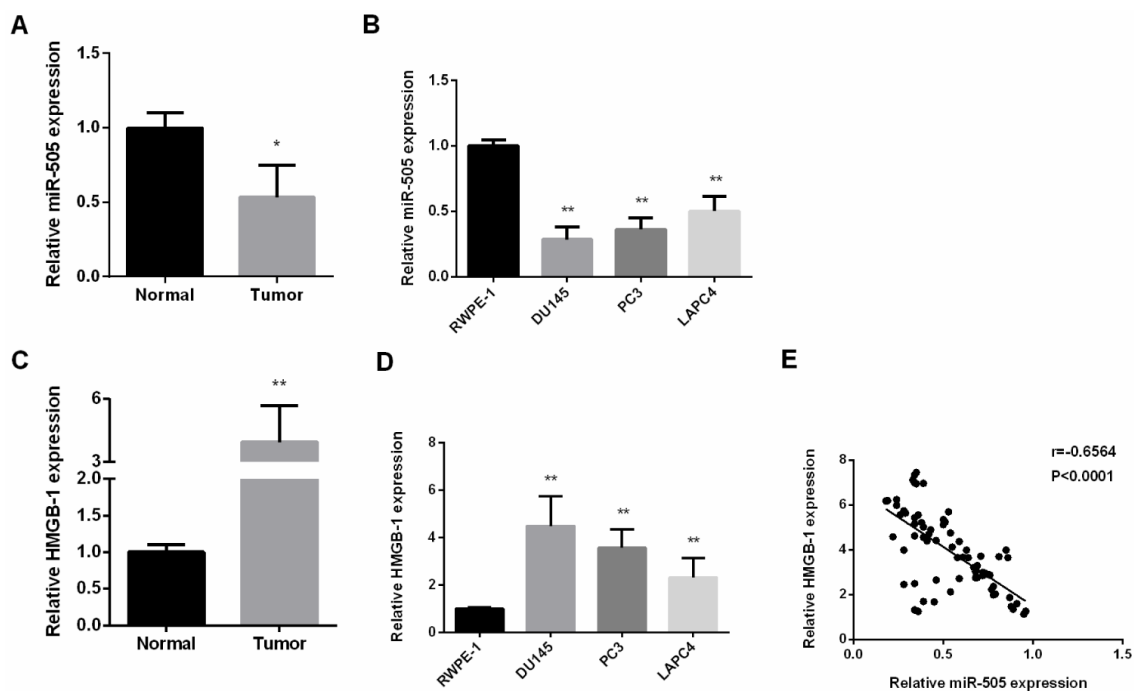 A
Relative miR-505 expression
1.5
1.0
0.5
0.0
*
Normal Tumor
B
Relative miR-505 expression
1.5
1.0
0.5
0.0
** ** **
RWPE-1 DU145 PC3 LAPC4
C
Relative HMGB-1 expression
6
3
2.0
1.5
1.0
0.5
0.0
**
Normal Tumor
D
Relative HMGB-1 expression
8
6
4
2
0
** ** **
RWPE-1 DU145 PC3 LAPC4
E
r=-0.6564
P<0.0001
Relative HMGB-1 expression
8
6
4
2
0
0.0 0.5 1.0 1.5
Relative miR-505 expression